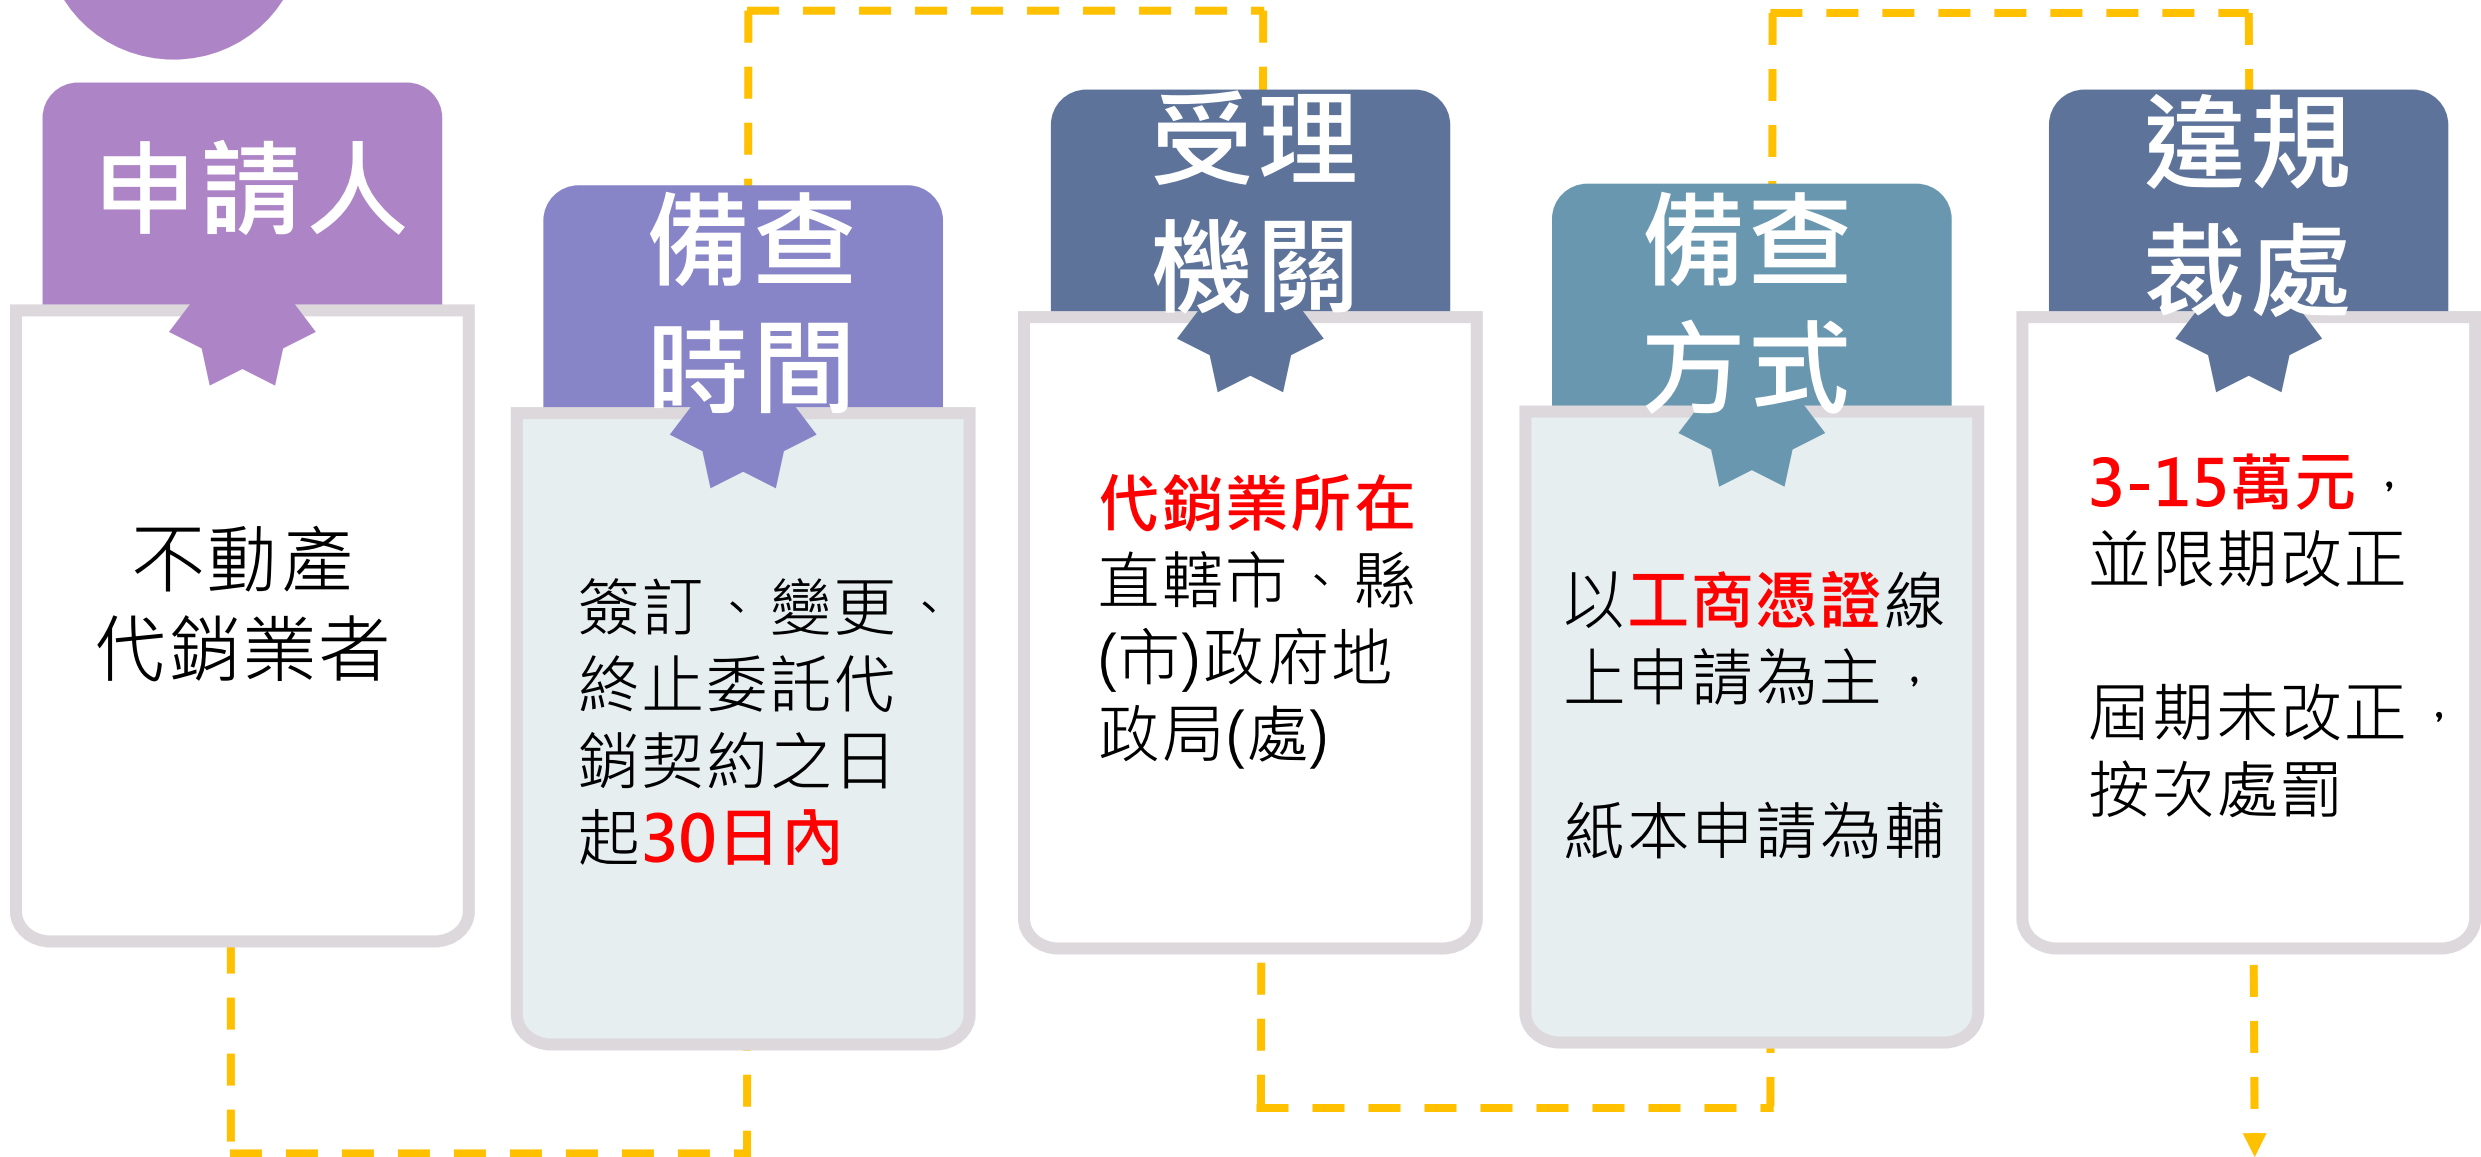 申請人
不動產
代銷業者
備查
時間
簽訂、變更、
終止委託代
銷契約之日
起30日內
受理
機關
代銷業所在
直轄市、縣
(市)政府地
政局(處)
備查
方式
以工商憑證線
上申請為主，
紙本申請為輔
違規
裁處
3-15萬元，
並限期改正
屆期未改正，
按次處罰